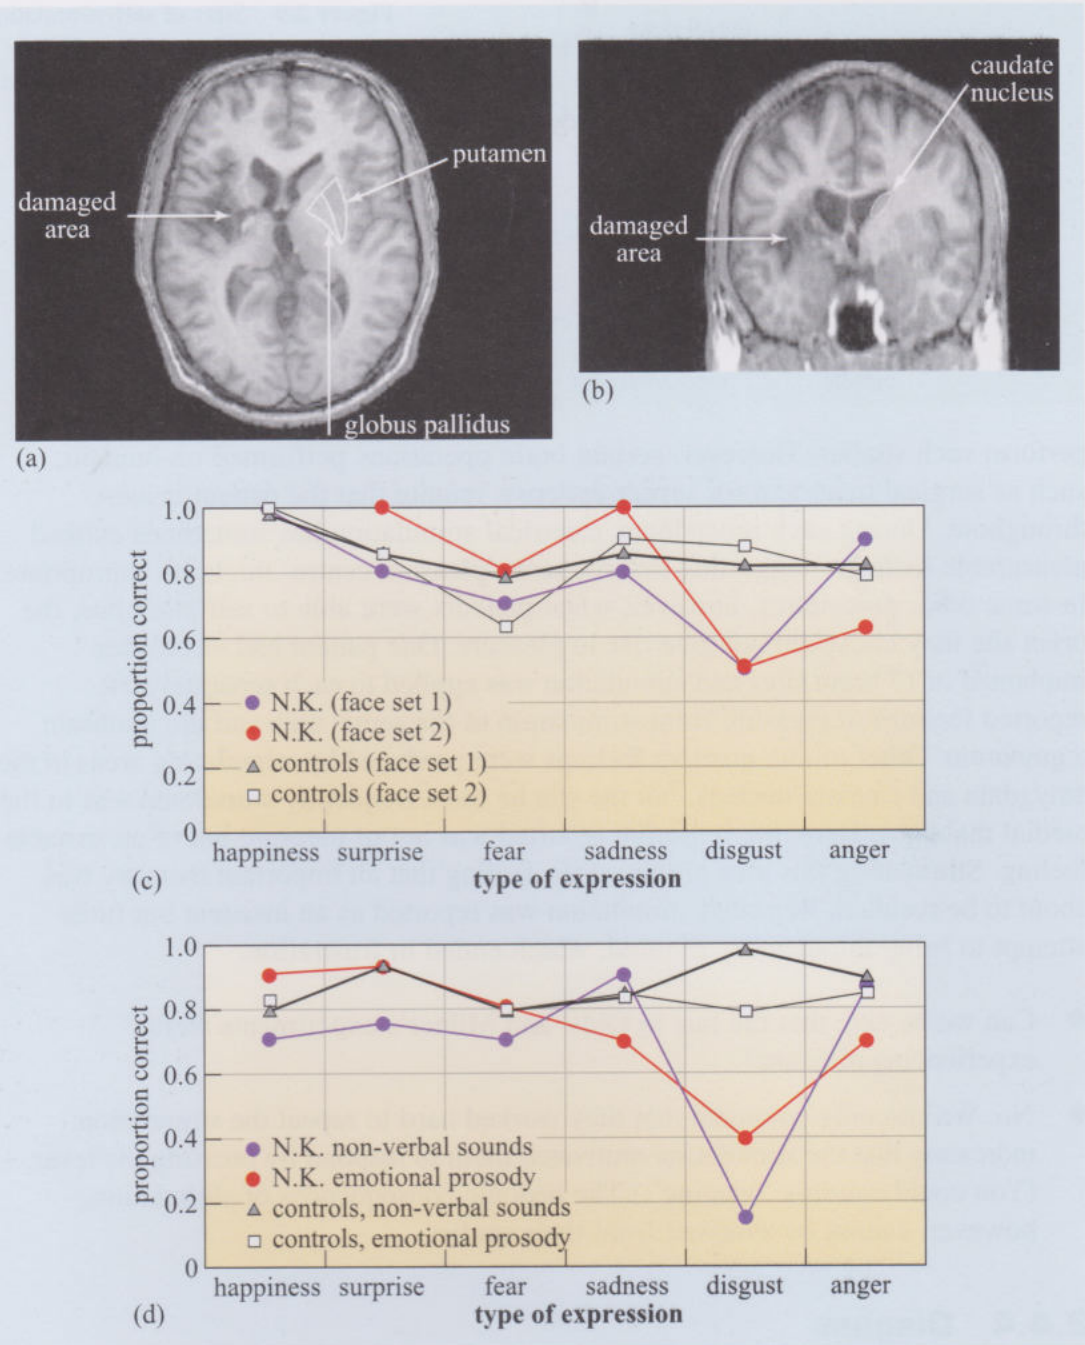 caudate
nucleus
putamen
damaged
area
damaged
area
globus pallidus
(a)
(b)
1.0
0.8
0.6
0.4
0.2
0
proportion correct
N.K. (face set 1)
N.K. (face set 2)
controls (face set 1)
controls (face set 2)
happiness surprise fear sadness disgust anger
type of expression
(c)
1.0
0.8
0.6
0.4
0.2
0
proportion correct
N.K. non-verbal sounds
N.K. emotional prosody
controls, non-verbal sounds
controls, emotional prosody
happiness surprise fear sadness disgust anger
type of expression
(d)